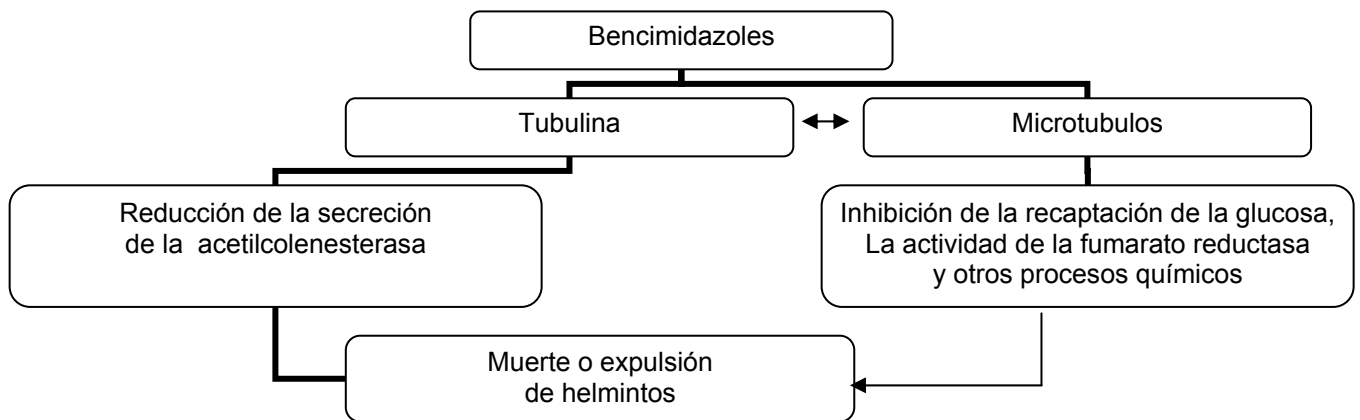 Bencimidazoles
Tubulina
Microtubulos
Reducción de la secreción
de la acetilcolenesterasa
Inhibición de la recaptación de la glucosa,
La actividad de la fumarato reductasa
y otros procesos químicos
Muerte o expulsión
de helmintos